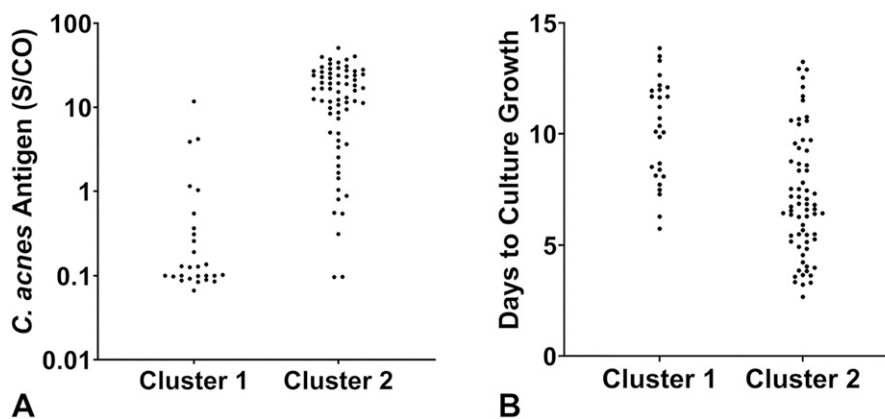 C. acnes Antigen (S/CO)
100
10
1
0.1
0.01
Cluster 1 Cluster 2
A
Days to Culture Growth
15
10
5
0
Cluster 1 Cluster 2
B